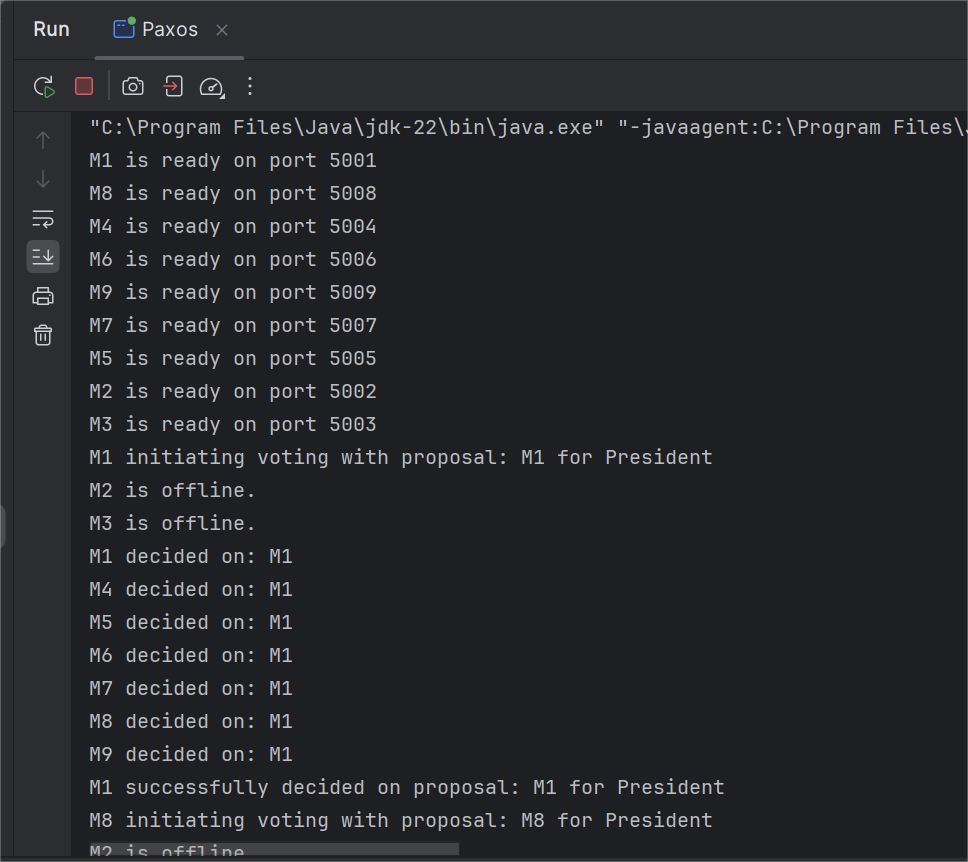 Run
Paxos
"C:\Program Files\Java\jdk-22\bin\java.exe" "-javaagent:C:\Program Files\
M1 is ready on port 5001
M8 is ready on port 5008
M4 is ready on port 5004
M6 is ready on port 5006
M9 is ready on port 5009
M7 is ready on port 5007
M5 is ready on port 5005
M2 is ready on port 5002
M3 is ready on port 5003
M1 initiating voting with proposal: M1 for President
M2 is offline.
M3 is offline.
M1 decided on: M1
M4 decided on: M1
M5 decided on: M1
M6 decided on: M1
M7 decided on: M1
M8 decided on: M1
M9 decided on: M1
M1 successfully decided on proposal: M1 for President
M8 initiating voting with proposal: M8 for President
M2 is offline